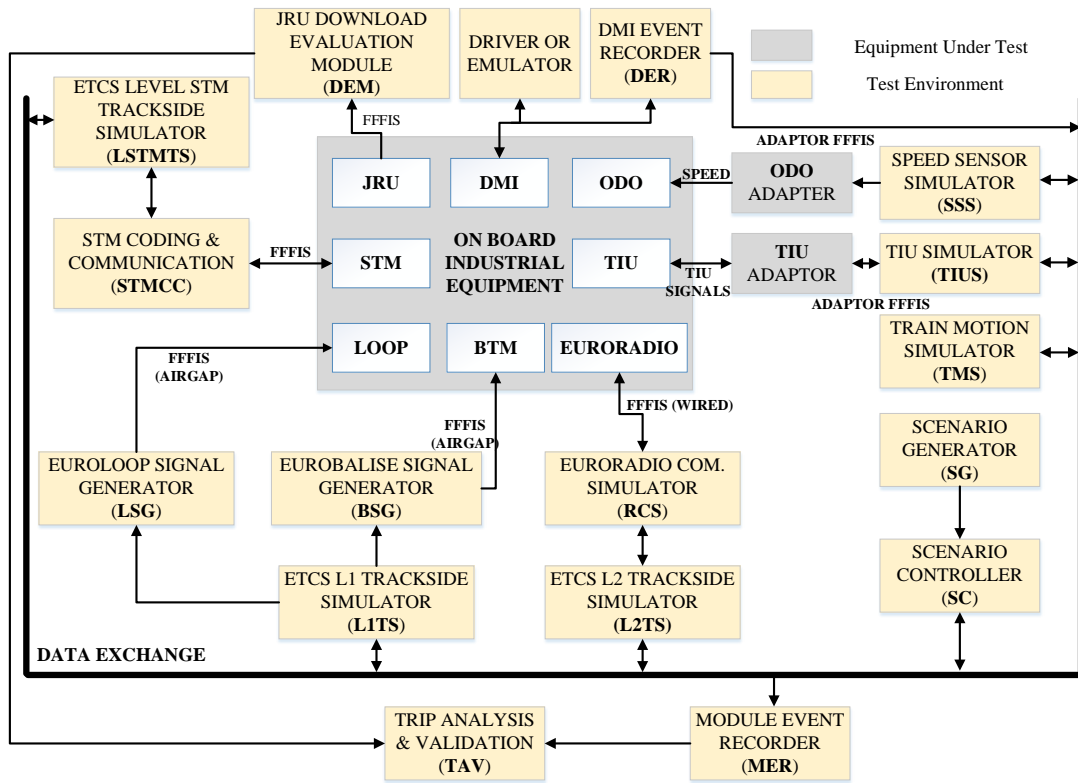 JRU DOWNLOAD
EVALUATION
MODULE
(DEM)
DRIVER OR
EMULATOR
DMI EVENT
RECORDER
(DER)
Equipment Under Test
Test Environment
ETCS LEVEL STM
TRACKSIDE
SIMULATOR
(LSTMTS)
FFFIS
ADAPTOR FFFIS
JRU
DMI
ODO
SPEED
ODO
ADAPTER
SPEED SENSOR
SIMULATOR
(SSS)
STM CODING &
COMMUNICATION
(STMCC)
FFFIS
STM
ON BOARD
INDUSTRIAL
EQUIPMENT
TIU
TIU
SIGNALS
TIU
ADAPTOR
TIU SIMULATOR
(TIUS)
ADAPTOR FFFIS
FFFIS
(AIRGAP)
LOOP
BTM
EURORADIO
TRAIN MOTION
SIMULATOR
(TMS)
FFFIS
(AIRGAP)
FFFIS (WIRED)
EUROLOOP SIGNAL
GENERATOR
(LSG)
EUROBALISE SIGNAL
GENERATOR
(BSG)
EURORADIO COM.
SIMULATOR
(RCS)
SCENARIO
GENERATOR
(SG)
ETCS L1 TRACKSIDE
SIMULATOR
(L1TS)
ETCS L2 TRACKSIDE
SIMULATOR
(L2TS)
SCENARIO
CONTROLLER
(SC)
DATA EXCHANGE
TRIP ANALYSIS
& VALIDATION
(TAV)
MODULE EVENT
RECORDER
(MER)